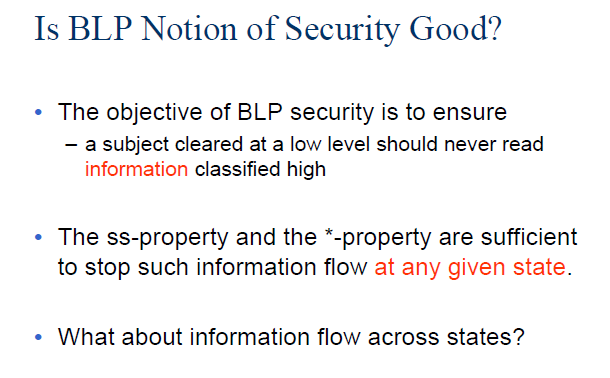 Is BLP Notion of Security Good?
• The objective of BLP security is to ensure
– a subject cleared at a low level should never read
information classified high
• The ss-property and the *-property are sufficient
to stop such information flow at any given state.
• What about information flow across states?